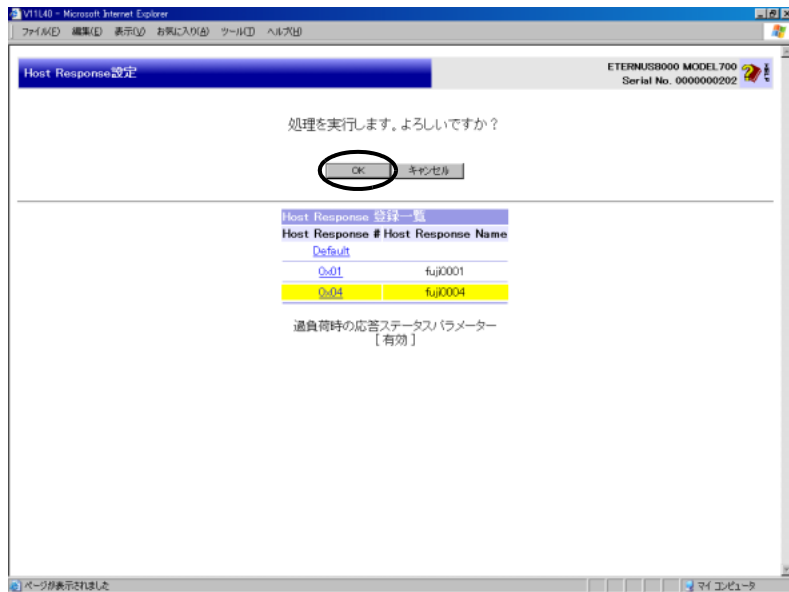 V11L40 - Microsoft Internet Explorer
ファイル(F) 編集(E) 表示(V) お気に入り(A) ツール(T) ヘルプ(H)
Host Response設定
ETERNUS8000 MODEL700
Serial No. 0000000202
処理を実行します。よろしいですか？
OK キャンセル
Host Response 登録一覧
Host Response # Host Response Name
Default
0x01 fuji0001
0x04 fuji0004
過負荷時の応答ステータスパラメーター
[ 有効 ]
ページが表示されました マイ コンピュータ